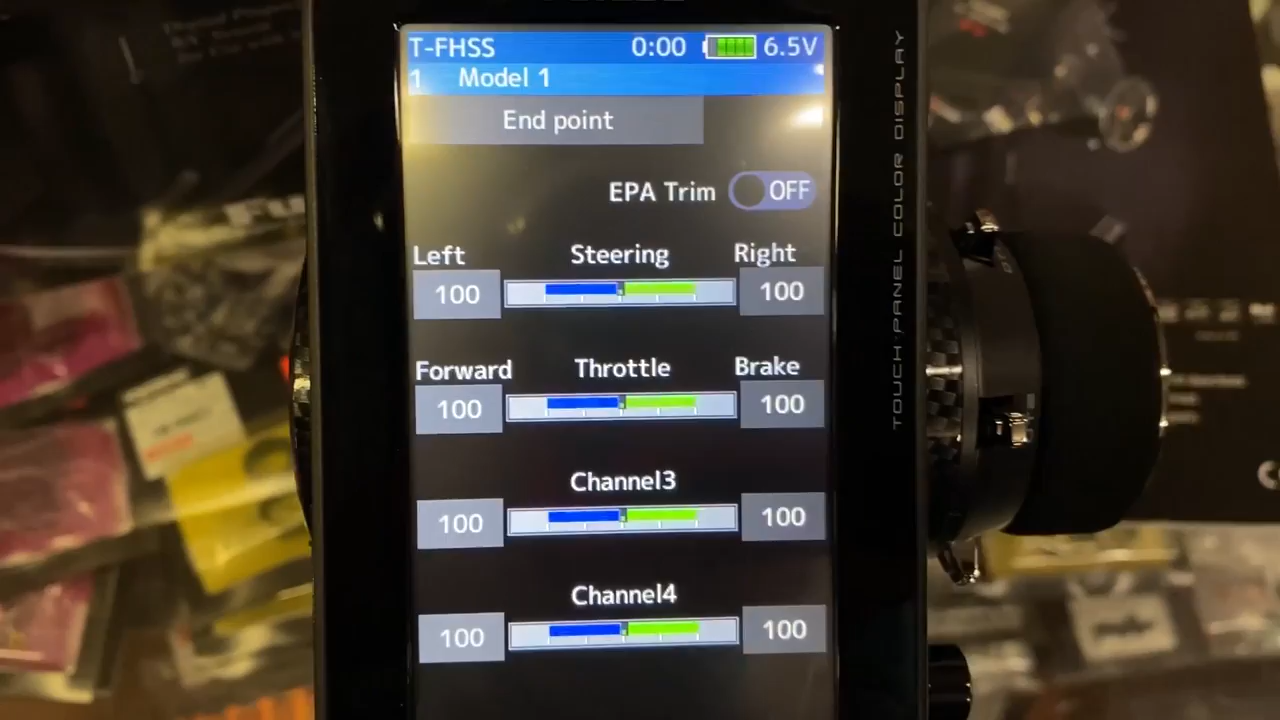 T-FHSS 0:00 6.5V
1 Model 1
End point
EPA Trim OFF
Left Steering Right
100 100
Forward Throttle Brake
100 100
Channel3
100 100
Channel4
100 100
TOUCH-PANEL COLOR DISPLAY